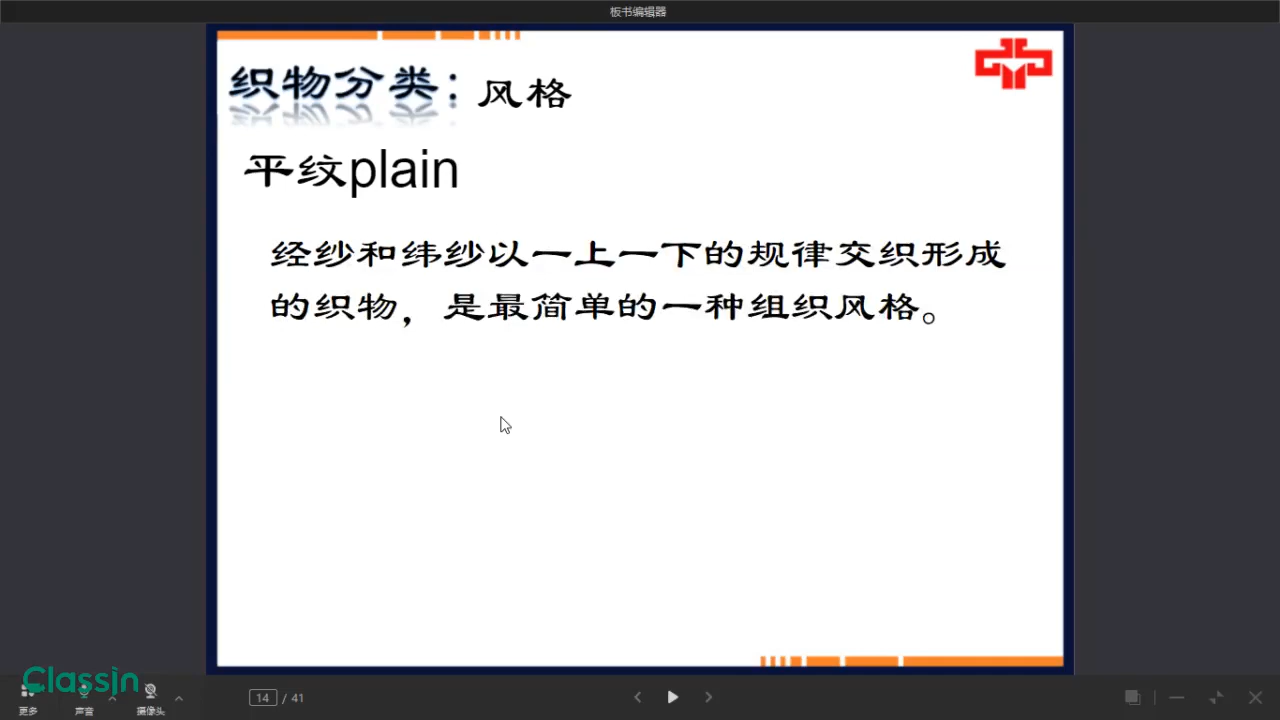 板书编辑器
织物分类：风格
平纹plain
经纱和纬纱以一上一下的规律交织形成
的织物，是最简单的一种组织风格。
ClassIn
更多 声音 摄像头 14 / 41